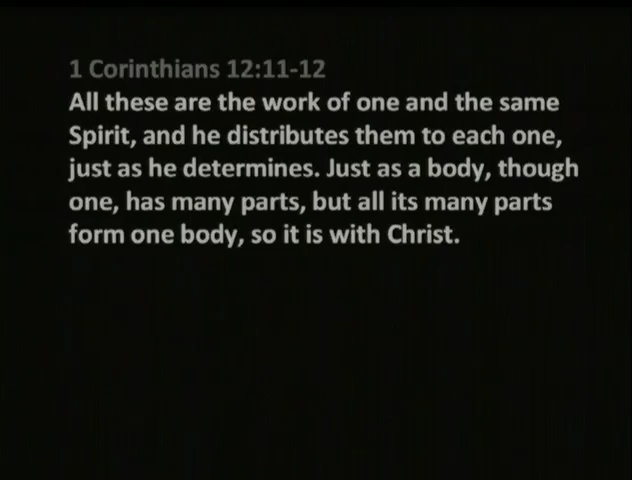 1 Corinthians 12:11-12
All these are the work of one and the same
Spirit, and he distributes them to each one,
just as he determines. Just as a body, though
one, has many parts, but all its many parts
form one body, so it is with Christ.